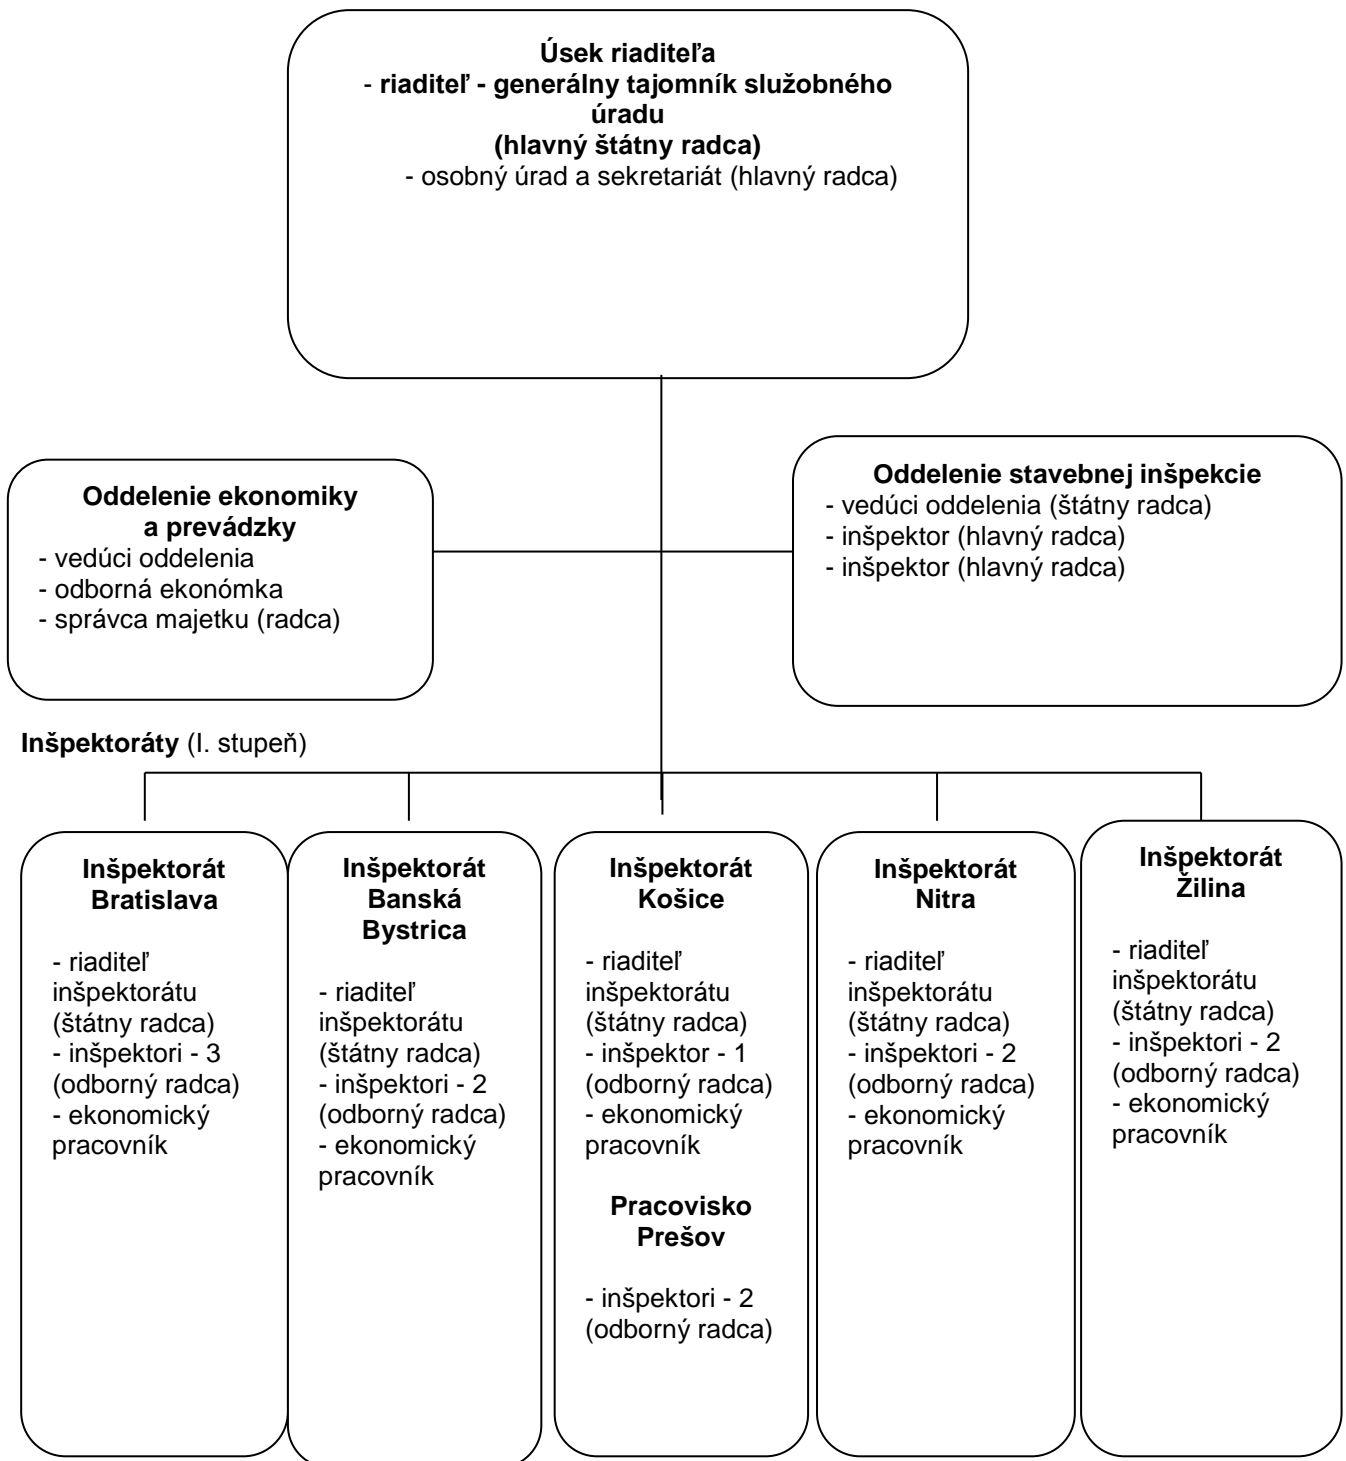 Úsek riaditeľa
- riaditeľ - generálny tajomník služobného
úradu
(hlavný štátny radca)
- osobný úrad a sekretariát (hlavný radca)
Oddelenie ekonomiky
a prevádzky
- vedúci oddelenia
- odborná ekonómka
- správca majetku (radca)
Oddelenie stavebnej inšpekcie
- vedúci oddelenia (štátny radca)
- inšpektor (hlavný radca)
- inšpektor (hlavný radca)
Inšpektoráty (I. stupeň)
Inšpektorát
Bratislava
- riaditeľ
inšpektorátu
(štátny radca)
- inšpektori - 3
(odborný radca)
- ekonomický
pracovník
Inšpektorát
Banská
Bystrica
- riaditeľ
inšpektorátu
(štátny radca)
- inšpektori - 2
(odborný radca)
- ekonomický
pracovník
Inšpektorát
Košice
- riaditeľ
inšpektorátu
(štátny radca)
- inšpektor - 1
(odborný radca)
- ekonomický
pracovník
Pracovisko
Prešov
- inšpektori - 2
(odborný radca)
Inšpektorát
Nitra
- riaditeľ
inšpektorátu
(štátny radca)
- inšpektori - 2
(odborný radca)
- ekonomický
pracovník
Inšpektorát
Žilina
- riaditeľ
inšpektorátu
(štátny radca)
- inšpektori - 2
(odborný radca)
- ekonomický
pracovník